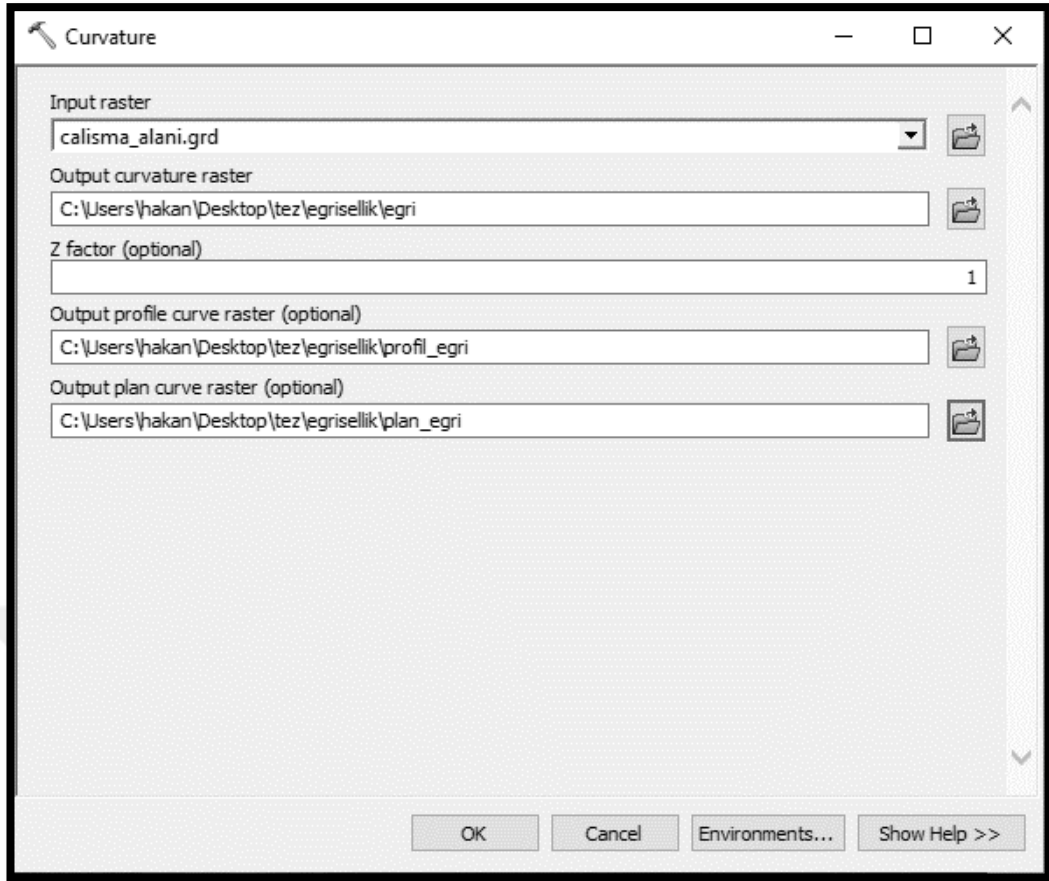 Curvature
Input raster
calisma_alani.grd
Output curvature raster
C:\Users\hakan\Desktop\tez\egrisellik\egri
Z factor (optional)
1
Output profile curve raster (optional)
C:\Users\hakan\Desktop\tez\egrisellik\profil_egri
Output plan curve raster (optional)
C:\Users\hakan\Desktop\tez\egrisellik\plan_egri
OK Cancel Environments... Show Help >>